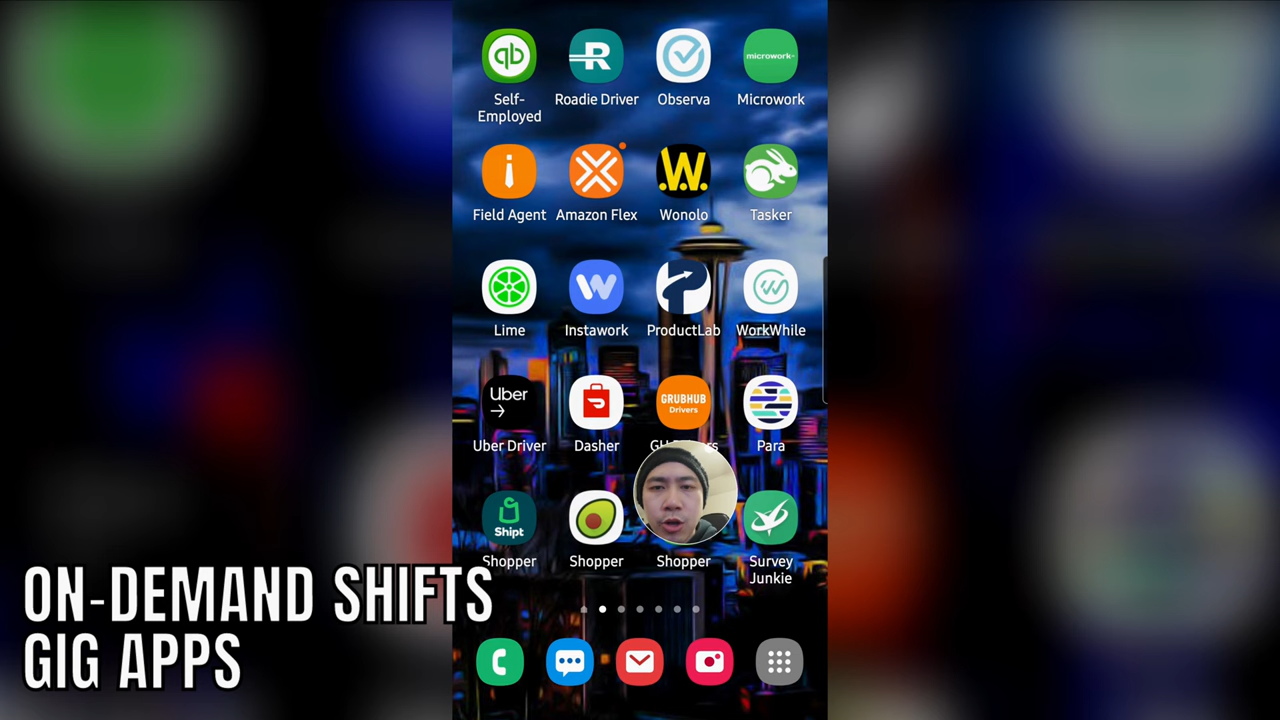 qb
R
microwork
Self-
Employed
Roadie Driver
Observa
Microwork
i
W.
Field Agent
Amazon Flex
Wonolo
Tasker
W
W
Lime
Instawork
ProductLab
WorkWhile
Uber
GRUBHUB
Drivers
Uber Driver
Dasher
Para
Shipt
Shopper
Shopper
Shopper
Survey
Junkie
ON-DEMAND SHIFTS
GIG APPS